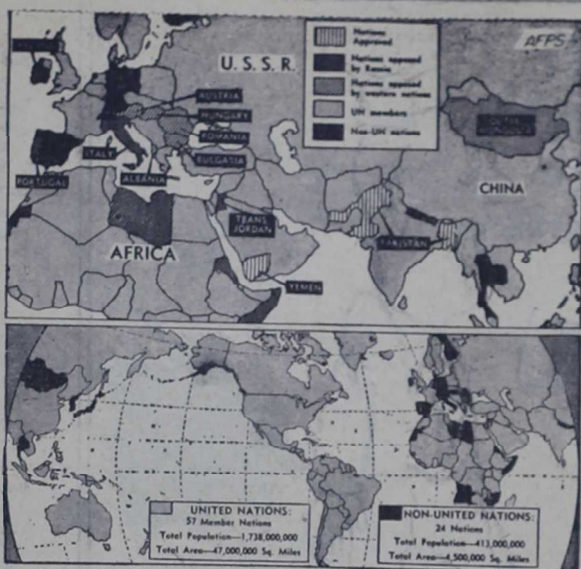 AFPS
Nations
Approved
Nations opposed
by Russia
Nations opposed
by western nations
UN members
Non-UN nations
U. S. S. R.
AUSTRIA
HUNGARY
ROMANIA
BULGARIA
ITALY
ALBANIA
PORTUGAL
CHINA
TRANS
JORDAN
PAKISTAN
AFRICA
YEMEN
UNITED NATIONS:
57 Member Nations
Total Population—1,738,000,000
Total Area—47,000,000 Sq. Miles
NON-UNITED NATIONS:
24 Nations
Total Population—413,000,000
Total Area—4,500,000 Sq. Miles